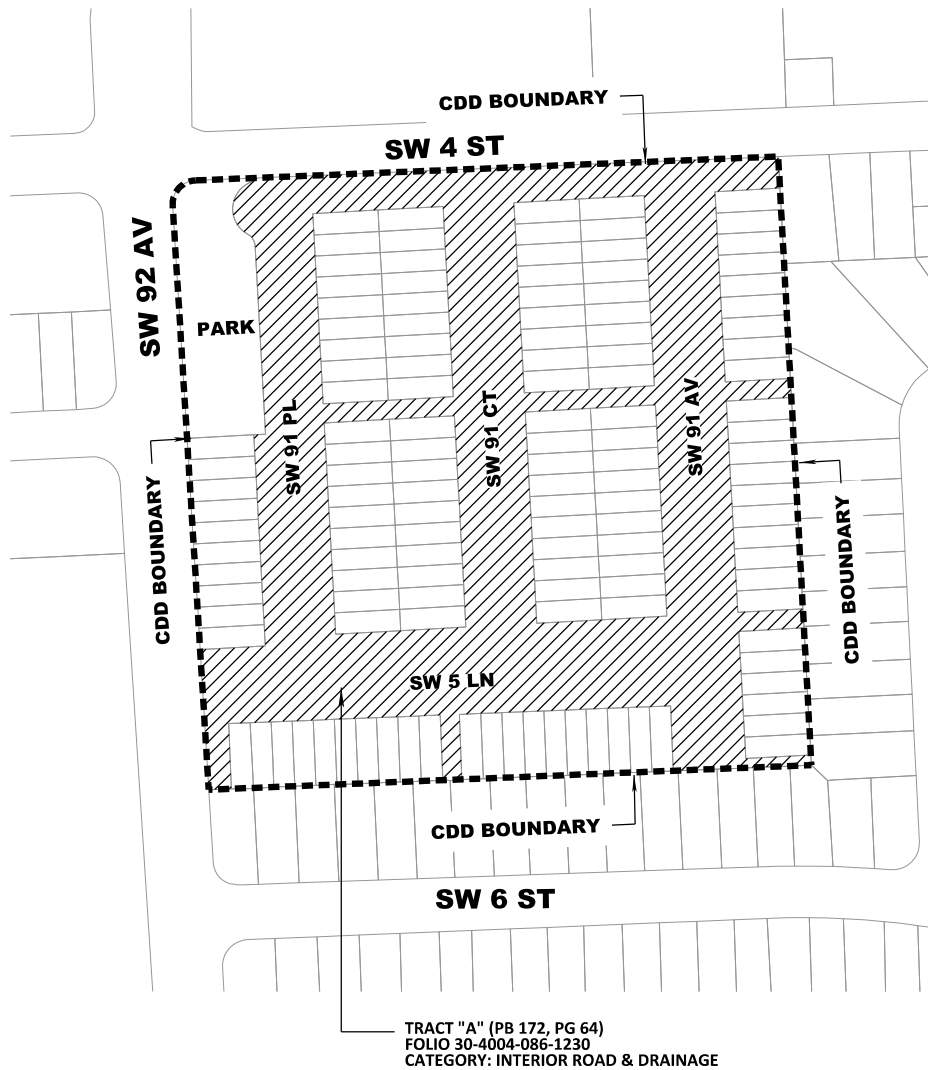 CDD BOUNDARY
SW 4 ST
SW 92 AV
PARK
SW 91 PL
SW 91 CT
SW 91 AV
CDD BOUNDARY
CDD BOUNDARY
SW 5 LN
CDD BOUNDARY
SW 6 ST
TRACT "A" (PB 172, PG 64)
FOLIO 30-4004-086-1230
CATEGORY: INTERIOR ROAD & DRAINAGE